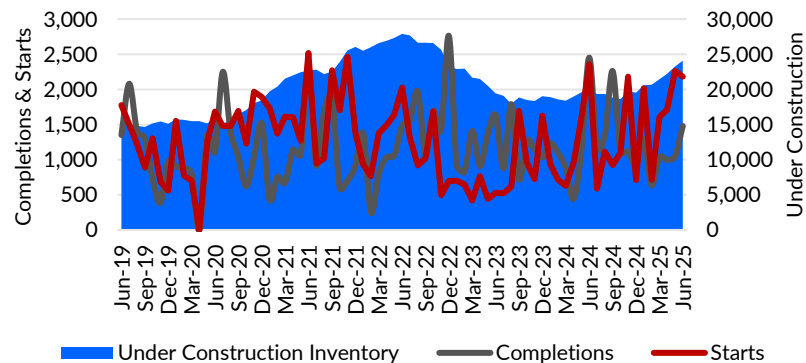 Completions & Starts
3,000
2,500
2,000
1,500
1,000
500
0
30,000
25,000
20,000
15,000
10,000
5,000
0
Under Construction
Jun-19
Sep-19
Dec-19
Mar-20
Jun-20
Sep-20
Dec-20
Mar-21
Jun-21
Sep-21
Dec-21
Mar-22
Jun-22
Sep-22
Dec-22
Mar-23
Jun-23
Sep-23
Dec-23
Mar-24
Jun-24
Sep-24
Dec-24
Mar-25
Jun-25
Under Construction Inventory
Completions
Starts